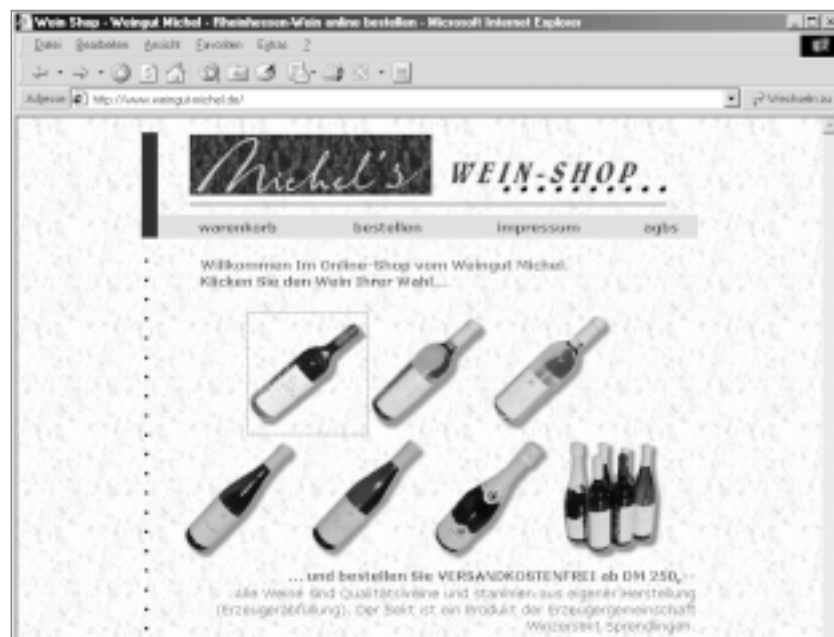 Wein Shop - Weingut Michel - Rheinhessen-Wein online bestellen - Microsoft Internet Explorer
Datei Bearbeiten Ansicht Favoriten Extras ?
Adresse http://www.weingut-michel.de/ Wechseln zu
Michel's WEIN-SHOP
warenkorb bestellen impressum agbs
Willkommen Im Online-Shop vom Weingut Michel.
Klicken Sie den Wein Ihrer Wahl...
... und bestellen Sie VERSANDKOSTENFREI ab DM 250,--
Alle Weine sind Qualitätsweine und stammen aus eigener Herstellung
(Erzeugerabfüllung). Der Sekt ist ein Produkt der Erzeugergemeinschaft
Winzersekt Sprendlingen.